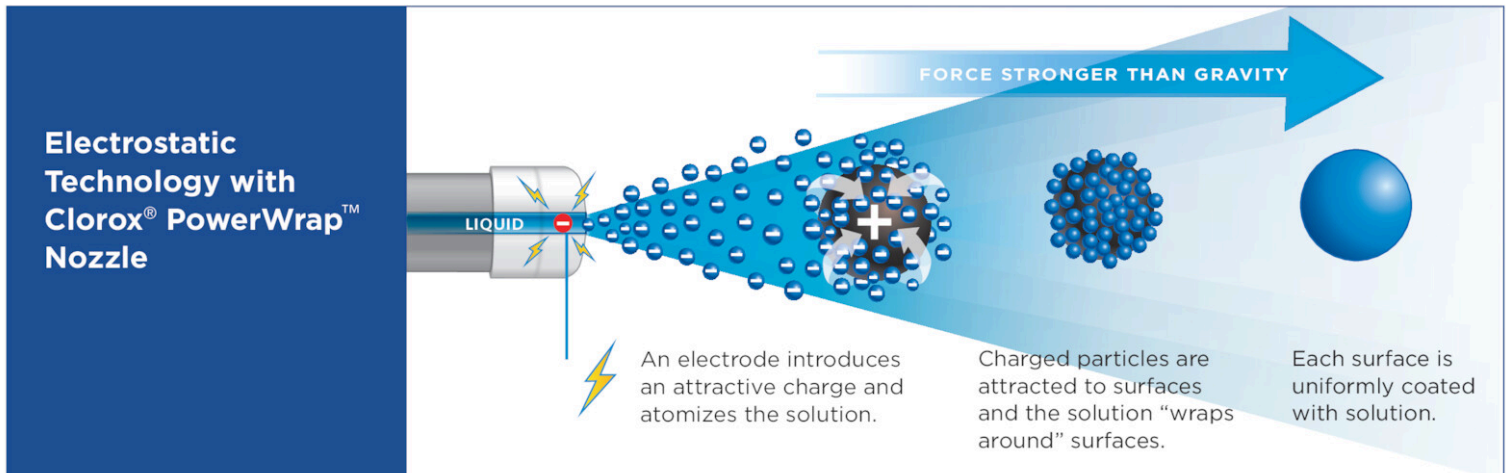 Electrostatic
Technology with
Clorox® PowerWrap™
Nozzle
FORCE STRONGER THAN GRAVITY
LIQUID
An electrode introduces
an attractive charge and
atomizes the solution.
Charged particles are
attracted to surfaces
and the solution “wraps
around” surfaces.
Each surface is
uniformly coated
with solution.